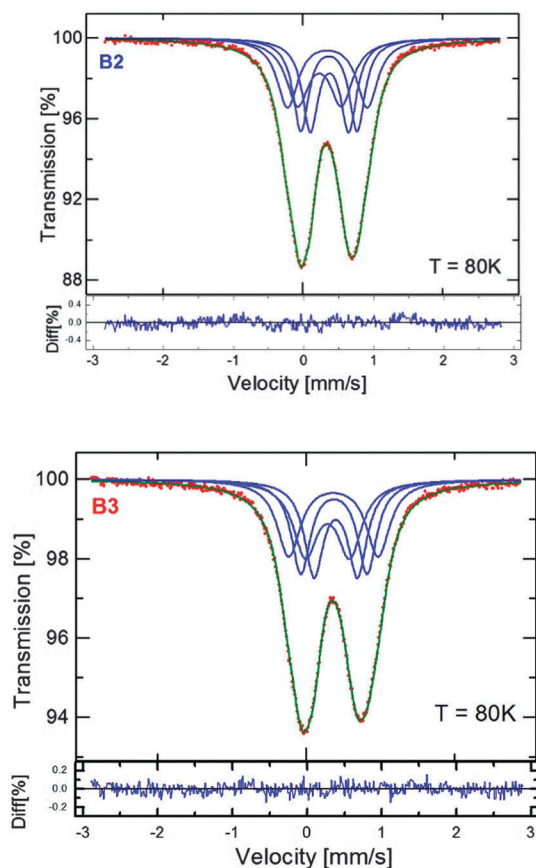 100
B2
96
92
88
Transmission [%]
T = 80K
0.4
0.0
-0.4
Diff[%]
-3 -2 -1 0 1 2 3
Velocity [mm/s]
100
B3
98
96
94
Transmission [%]
T = 80K
0.2
0.0
-0.2
Diff[%]
-3 -2 -1 0 1 2 3
Velocity [mm/s]